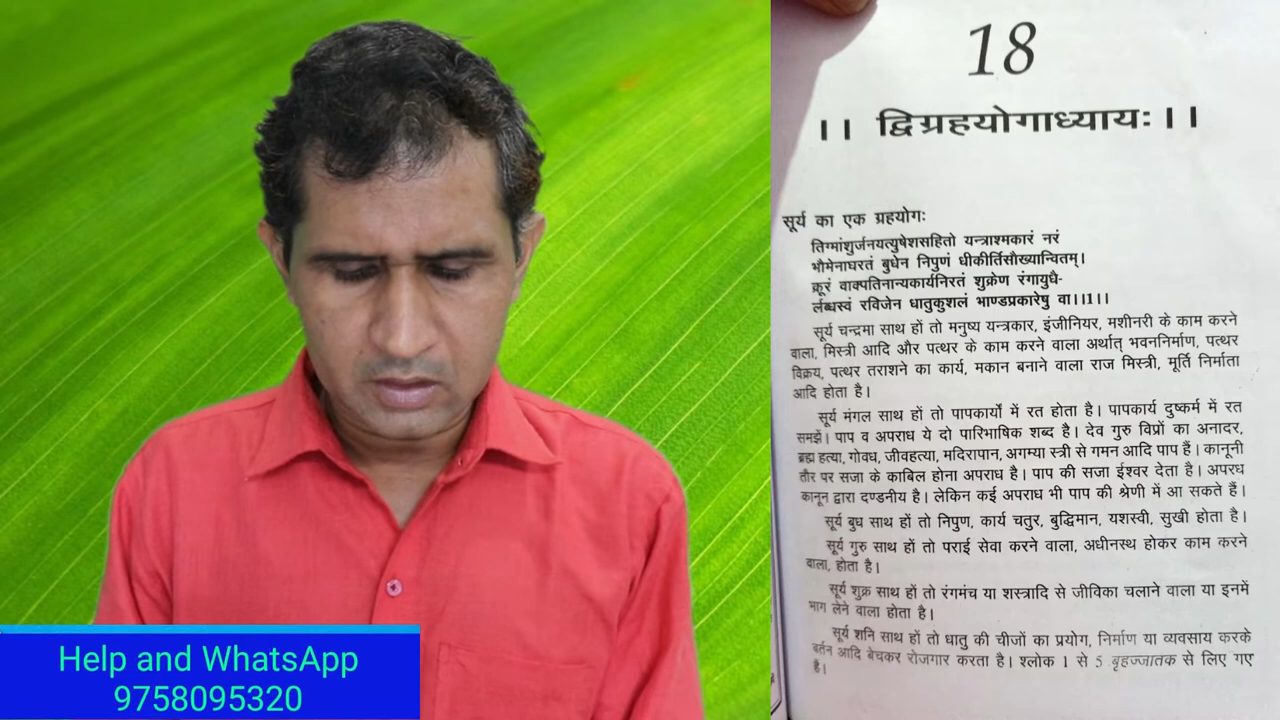 18
।। द्विग्रहयोगाध्यायः।।
सूर्य का एक ग्रहयोगः
तिग्मांशुर्जनयत्युषेशसहितो यन्त्राश्मकारं नरं
भौमेनाघरतं बुधेन निपुणं धीकीर्तिसौख्यान्वितम्।
क्रूरं वाक्पतिनान्यकार्यनिरतं शुक्रेण रंगायुधै-
र्लब्धस्वं रविजेन धातुकुशलं भाण्डप्रकारेषु वा।।1।।
सूर्य चन्द्रमा साथ हों तो मनुष्य यन्त्रकार, इंजीनियर, मशीनरी के काम करने
वाला, मिस्त्री आदि और पत्थर के काम करने वाला अर्थात् भवननिर्माण, पत्थर
विक्रय, पत्थर तराशने का कार्य, मकान बनाने वाला राज मिस्त्री, मूर्ति निर्माता
आदि होता है।
सूर्य मंगल साथ हों तो पापकार्यों में रत होता है। पापकार्य दुष्कर्म में रत
समझें। पाप व अपराध ये दो पारिभाषिक शब्द है। देव गुरु विप्रों का अनादर,
ब्रह्म हत्या, गोवध, जीवहत्या, मदिरापान, अगम्या स्त्री से गमन आदि पाप हैं। कानूनी
तौर पर सजा के काबिल होना अपराध है। पाप की सजा ईश्वर देता है। अपरध
कानून द्वारा दण्डनीय है। लेकिन कई अपराध भी पाप की श्रेणी में आ सकते हैं।
सूर्य बुध साथ हों तो निपुण, कार्य चतुर, बुद्धिमान, यशस्वी, सुखी होता है।
सूर्य गुरु साथ हों तो पराई सेवा करने वाला, अधीनस्थ होकर काम करने
वाला, होता है।
सूर्य शुक्र साथ हों तो रंगमंच या शस्त्रादि से जीविका चलाने वाला या इनमें
भाग लेने वाला होता है।
सूर्य शनि साथ हों तो धातु की चीजों का प्रयोग, निर्माण या व्यवसाय करके
बर्तन आदि बेचकर रोजगार करता है। श्लोक 1 से 5 बृहज्जातक से लिए गए
है।
Help and WhatsApp
9758095320